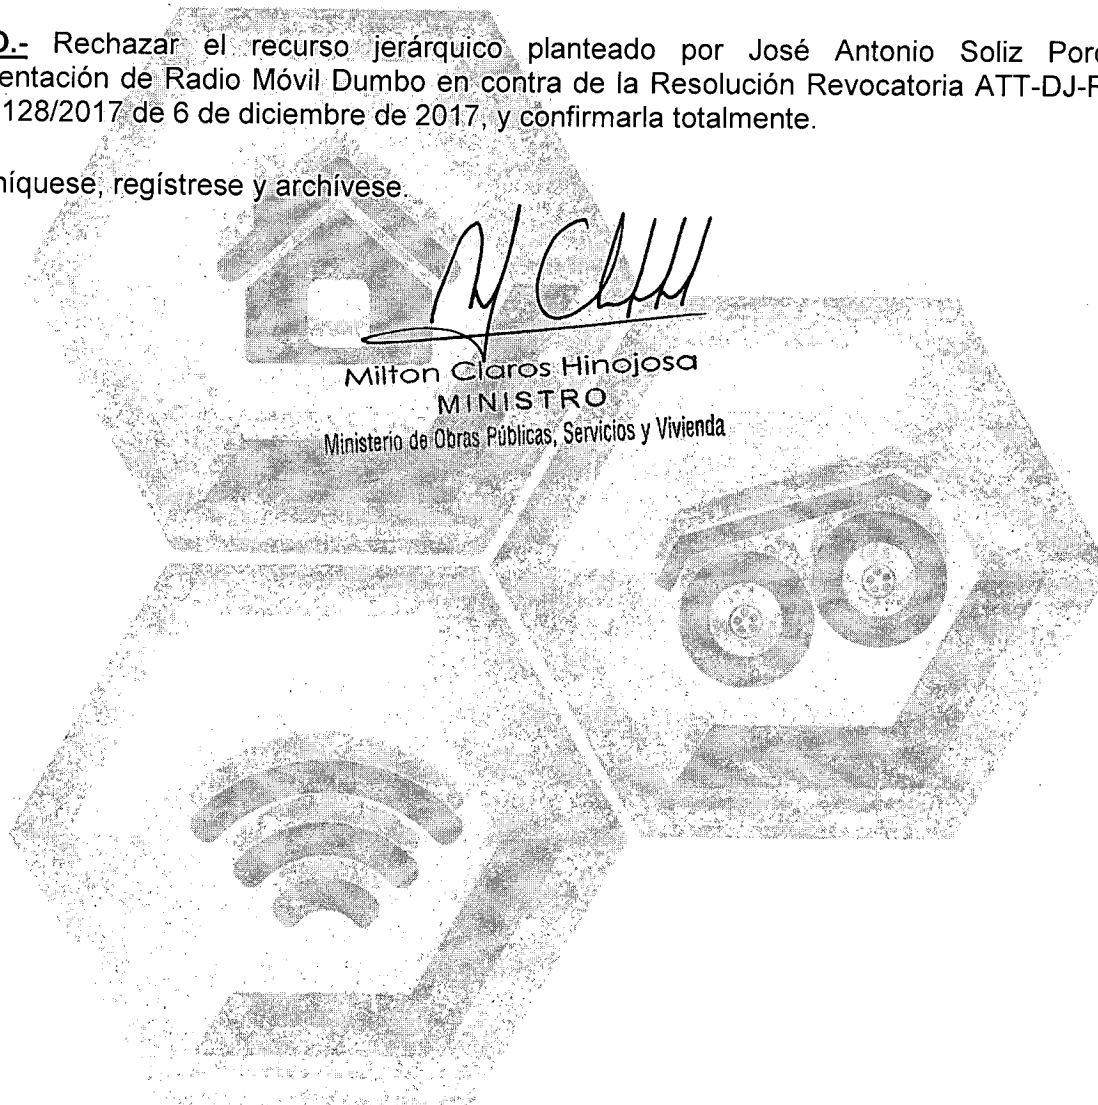 O.- Rechazar el recurso jerárquico planteado por José Antonio Soliz Porc
entación de Radio Móvil Dumbo en contra de la Resolución Revocatoria ATT-DJ-R
128/2017 de 6 de diciembre de 2017, y confirmarla totalmente.
níquese, regístrese y archívese.
Milton Claros Hinojosa
MINISTRO
Ministerio de Obras Públicas, Servicios y Vivienda